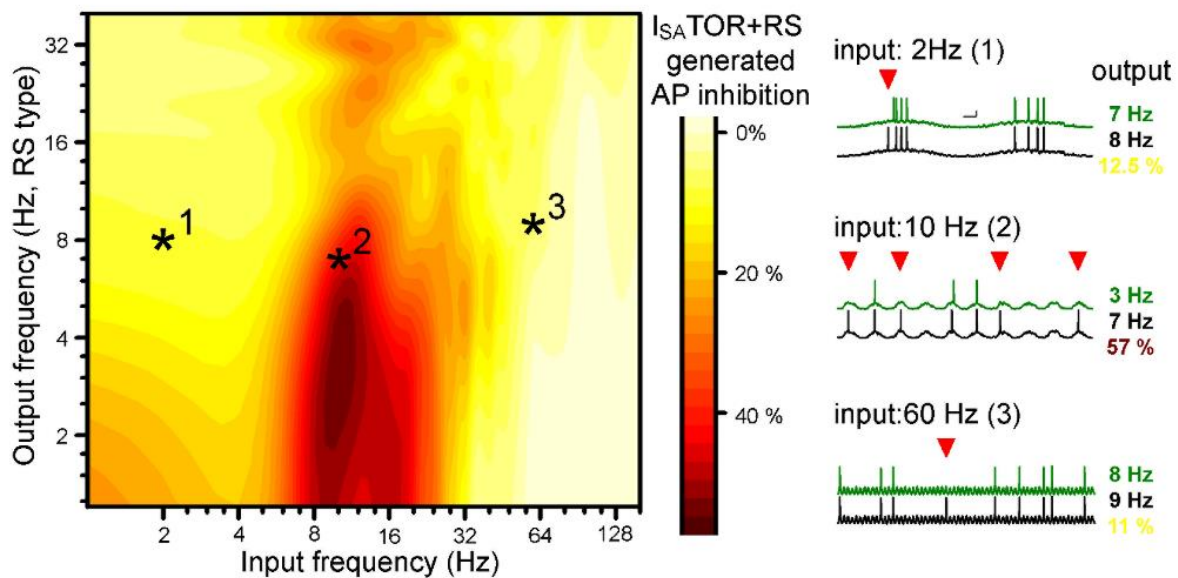 Output frequency (Hz, RS type)
32
16
8
4
2
*1
*2
*3
2 4 8 16 32 64 128
Input frequency (Hz)
ISATOR+RS
generated
AP inhibition
0%
20 %
40 %
input: 2Hz (1)
output
7 Hz
8 Hz
12.5 %
input:10 Hz (2)
3 Hz
7 Hz
57 %
input:60 Hz (3)
8 Hz
9 Hz
11 %